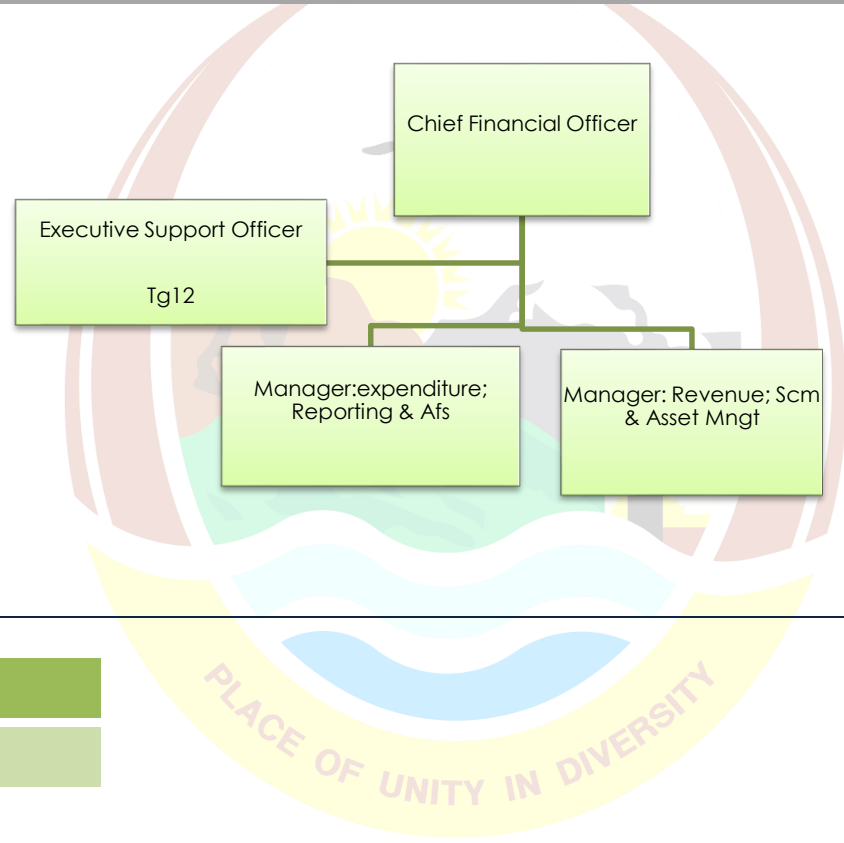 Chief Financial Officer
Executive Support Officer
Tg12
Manager:expenditure;
Reporting & Afs
Manager: Revenue; Scm
& Asset Mngt
PLACE OF UNITY IN DIVERSITY